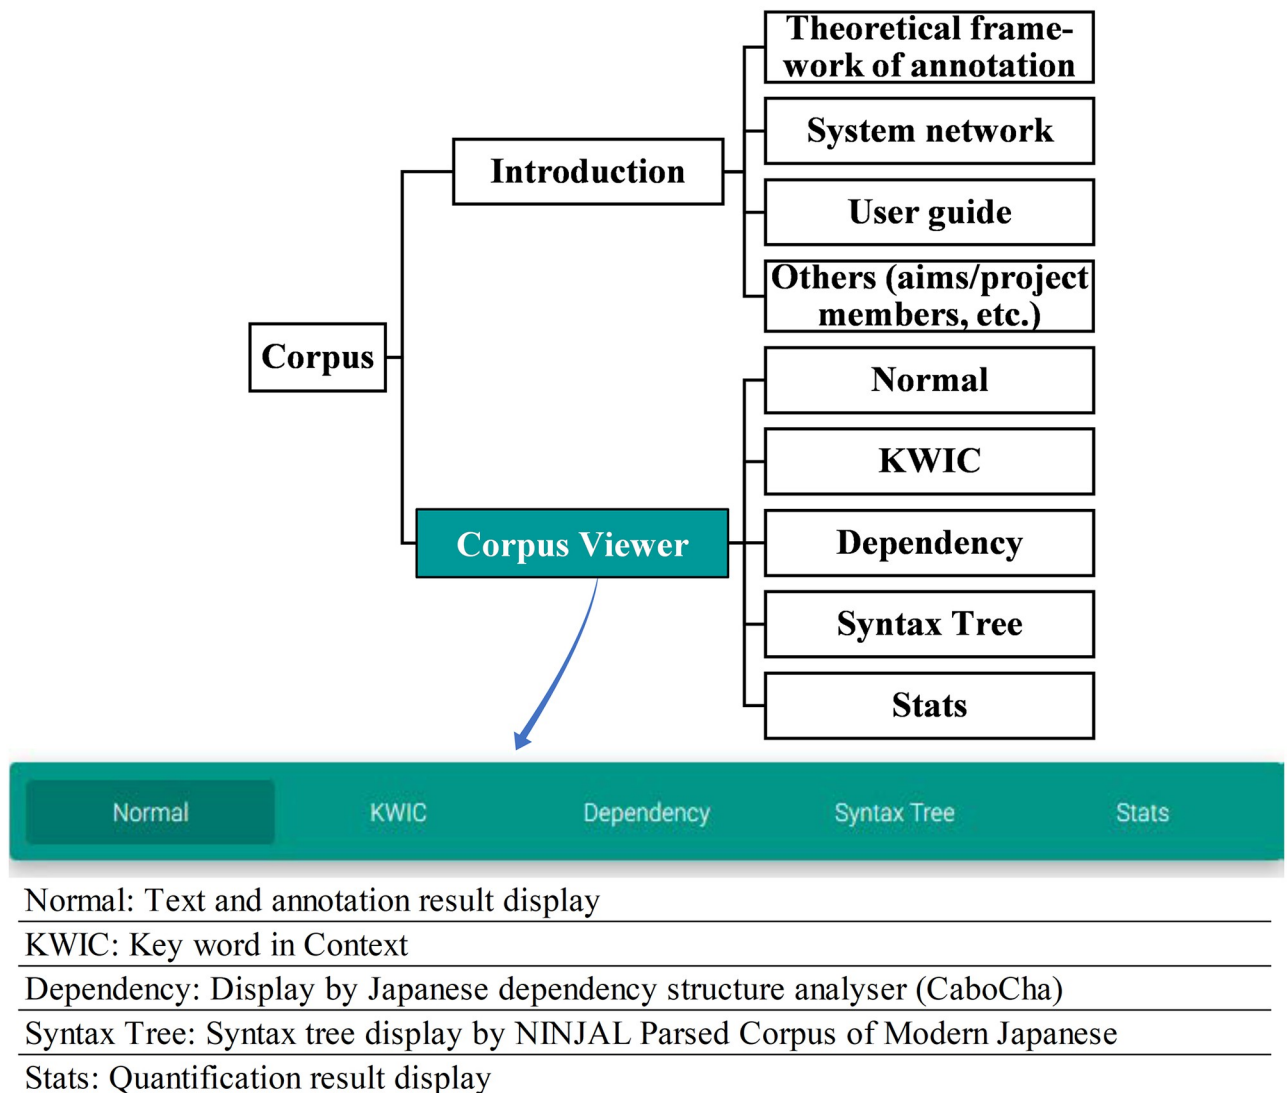 Theoretical frame-
work of annotation
System network
Introduction
User guide
Others (aims/project
members, etc.)
Corpus
Normal
KWIC
Corpus Viewer
Dependency
Syntax Tree
Stats
Normal KWIC Dependency Syntax Tree Stats
Normal: Text and annotation result display
KWIC: Key word in Context
Dependency: Display by Japanese dependency structure analyser (CaboCha)
Syntax Tree: Syntax tree display by NINJAL Parsed Corpus of Modern Japanese
Stats: Quantification result display